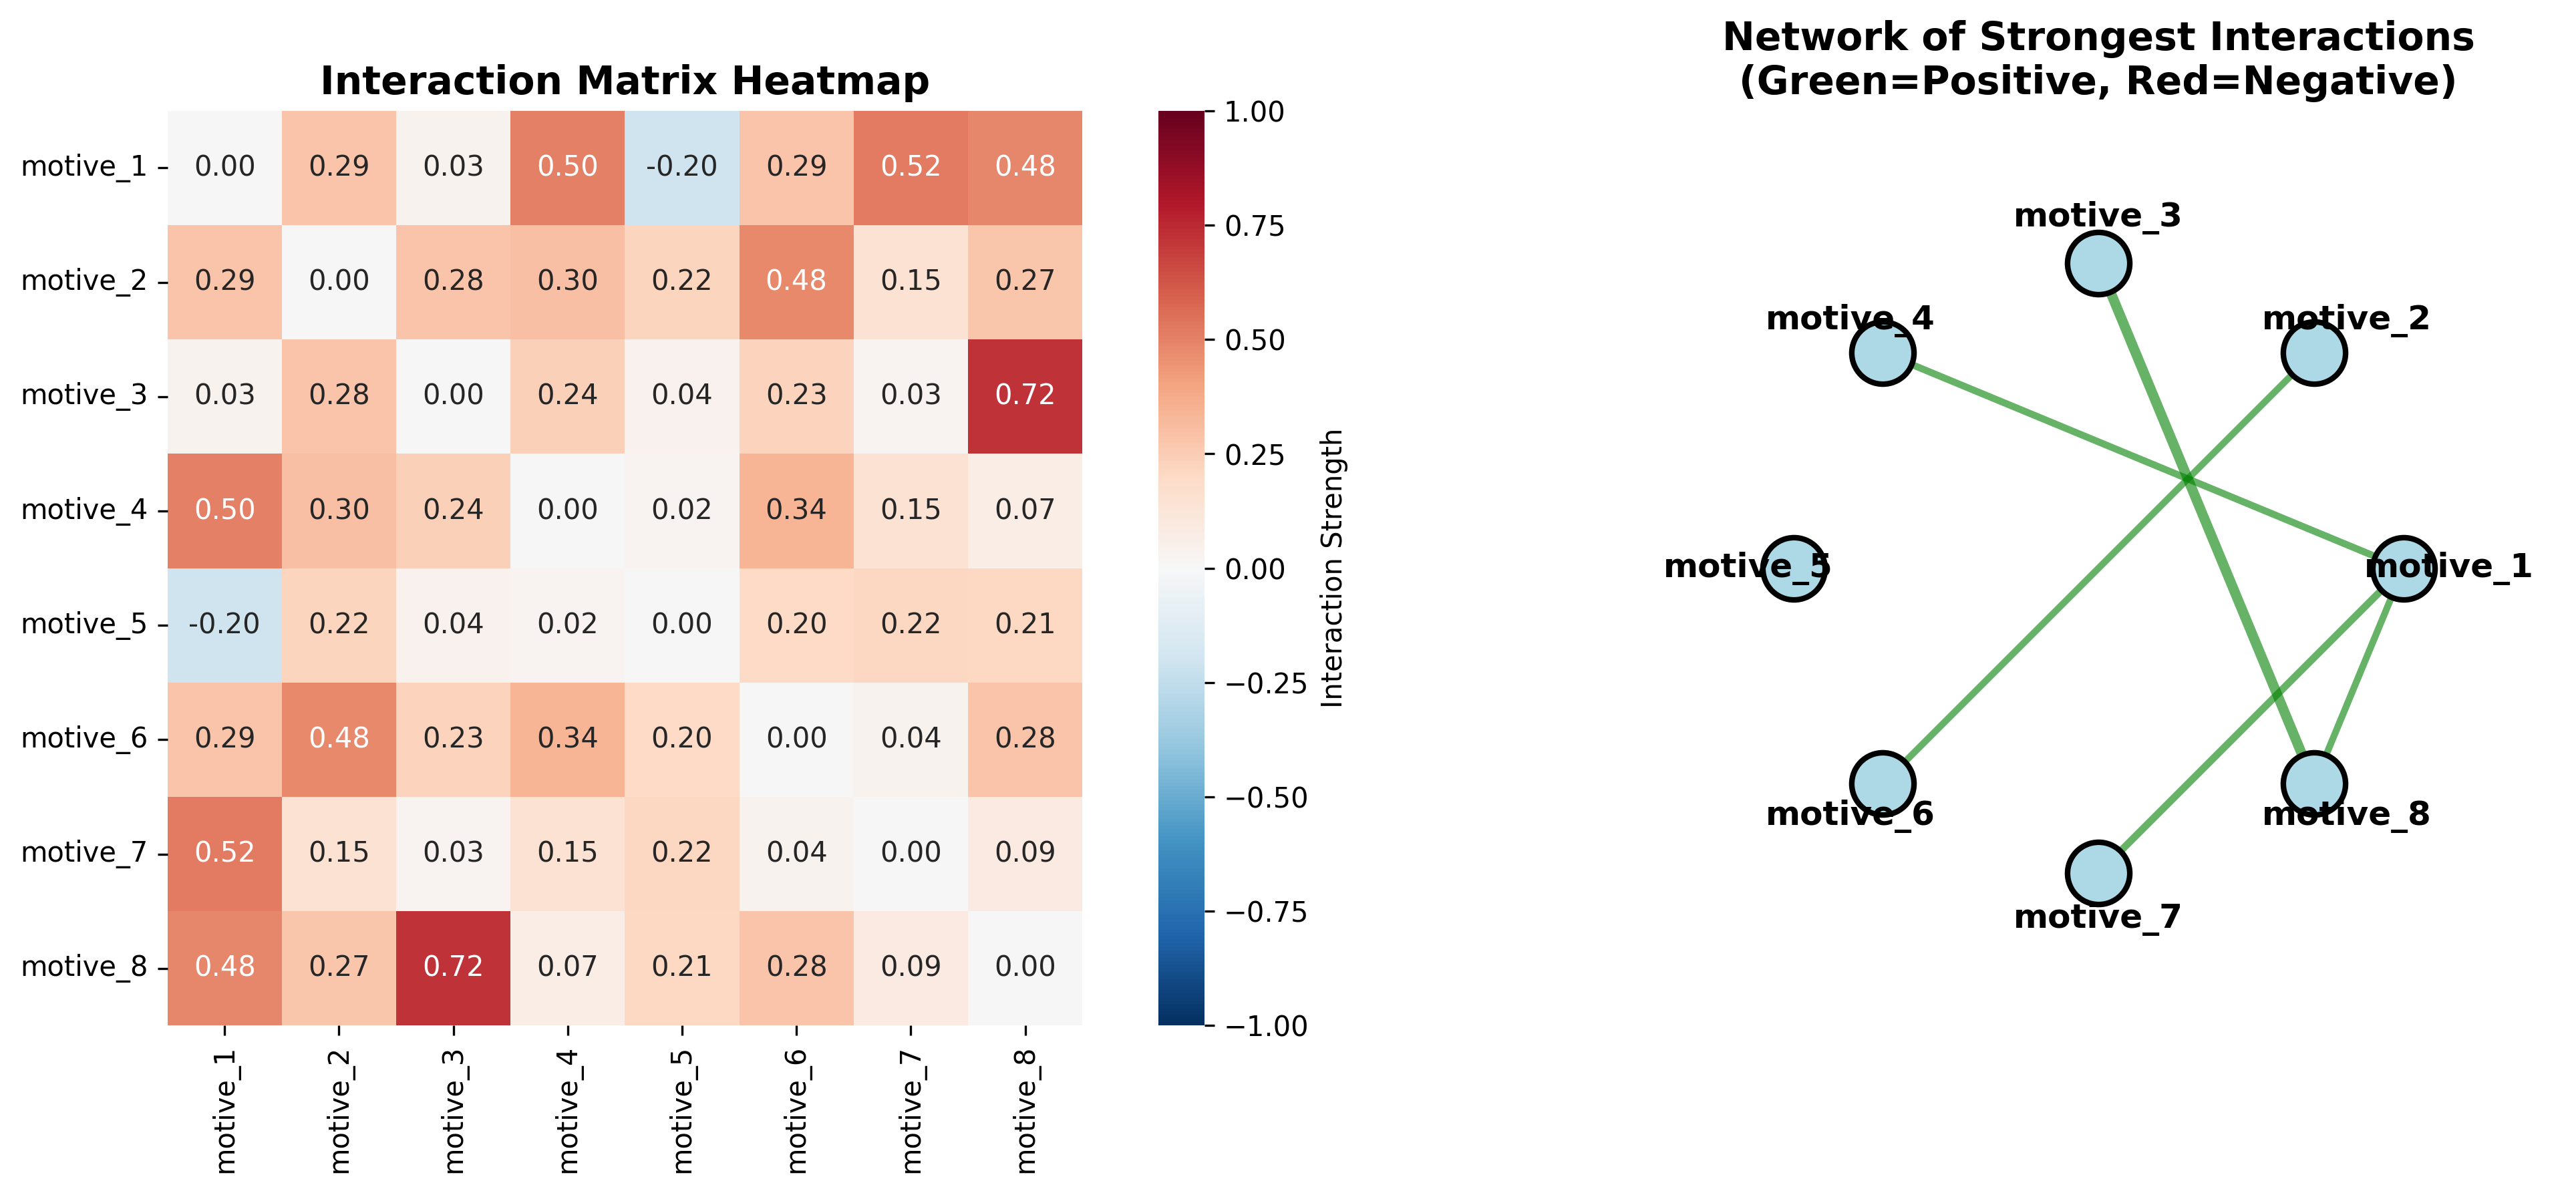 Interaction Matrix Heatmap
motive_1 0.00 0.29 0.03 0.50 -0.20 0.29 0.52 0.48
motive_2 0.29 0.00 0.28 0.30 0.22 0.48 0.15 0.27
motive_3 0.03 0.28 0.00 0.24 0.04 0.23 0.03 0.72
motive_4 0.50 0.30 0.24 0.00 0.02 0.34 0.15 0.07
motive_5 -0.20 0.22 0.04 0.02 0.00 0.20 0.22 0.21
motive_6 0.29 0.48 0.23 0.34 0.20 0.00 0.04 0.28
motive_7 0.52 0.15 0.03 0.15 0.22 0.04 0.00 0.09
motive_8 0.48 0.27 0.72 0.07 0.21 0.28 0.09 0.00
motive_1 motive_2 motive_3 motive_4 motive_5 motive_6 motive_7 motive_8
1.00
0.75
0.50
0.25
0.00
−0.25
−0.50
−0.75
−1.00
Interaction Strength
Network of Strongest Interactions
(Green=Positive, Red=Negative)
motive_3
motive_4 motive_2
motive_5 motive_1
motive_6 motive_8
motive_7